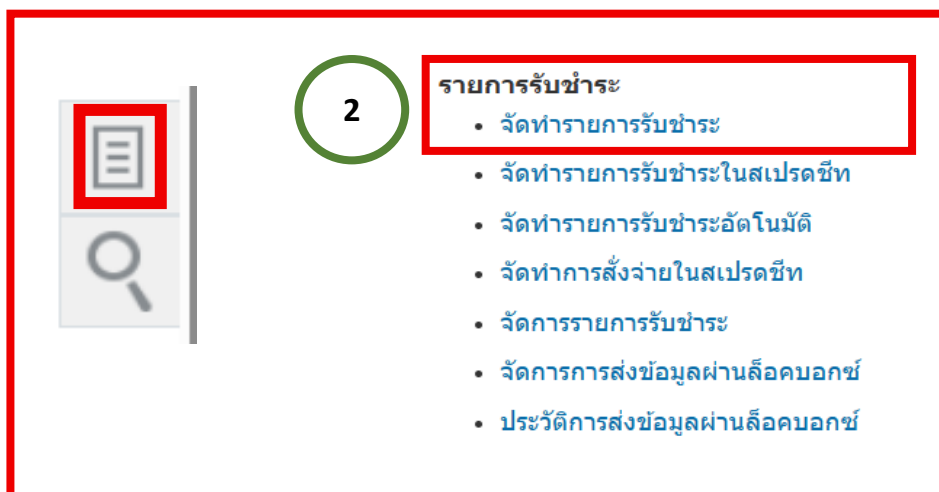 2
รายการรับชำระ
• จัดทำรายการรับชำระ
• จัดทำรายการรับชำระในสเปรดชีท
• จัดทำรายการรับชำระอัตโนมัติ
• จัดทำการสั่งจ่ายในสเปรดชีท
• จัดการรายการรับชำระ
• จัดการการส่งข้อมูลผ่านล็อคบอกซ์
• ประวัติการส่งข้อมูลผ่านล็อคบอกซ์